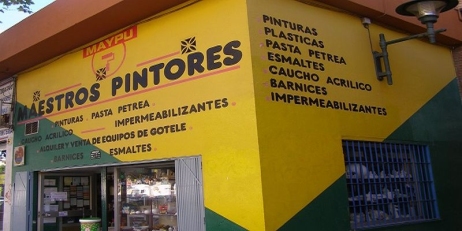 MAYPU
MAESTROS PINTORES
PINTURAS . PASTA PETREA
CAUCHO ACRILICO IMPERMEABILIZANTES
ALQUILER Y VENTA DE EQUIPOS DE GOTELE
BARNICES ESMALTES
PINTURAS
PLASTICAS
PASTA PETREA
ESMALTES
CAUCHO ACRILICO
BARNICES
IMPERMEABILIZANTES